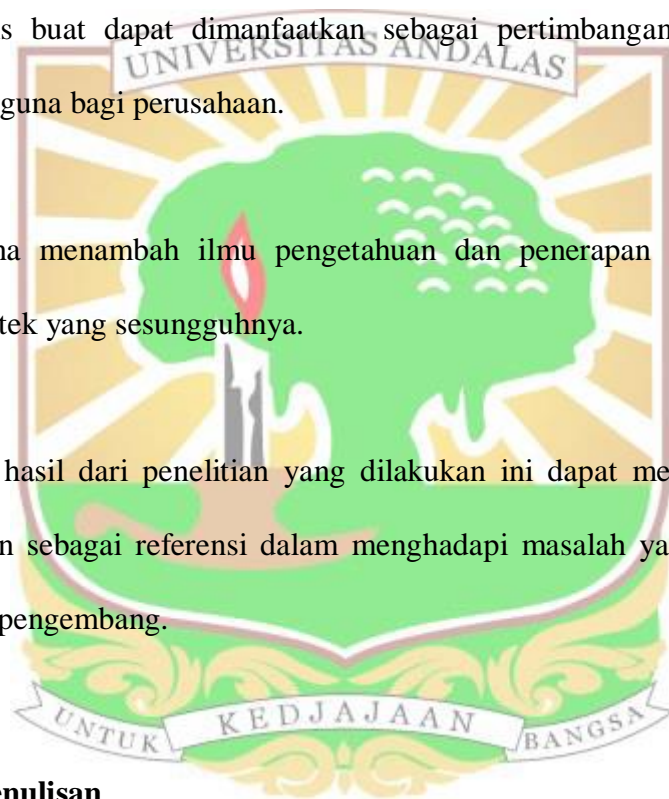 s buat dapat dimanfaatkan sebagai pertimbangan
UNIVERSITAS ANDALAS
guna bagi perusahaan.
na menambah ilmu pengetahuan dan penerapan
tek yang sesungguhnya.
hasil dari penelitian yang dilakukan ini dapat me
n sebagai referensi dalam menghadapi masalah ya
pengembang.
UNTUK KEDJAJAAN BANGSA
enulisan